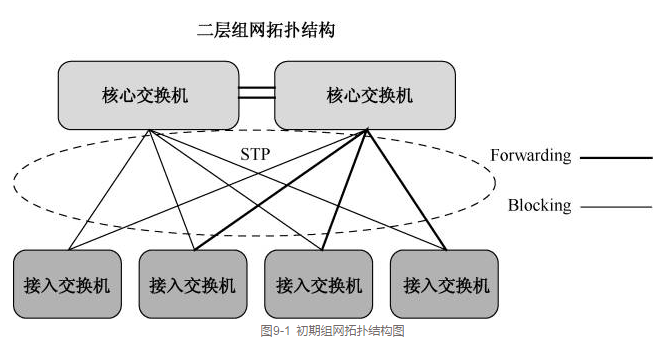 二层组网拓扑结构
核心交换机
核心交换机
STP
Forwarding
Blocking
接入交换机
接入交换机
接入交换机
接入交换机
图9-1 初期组网拓扑结构图